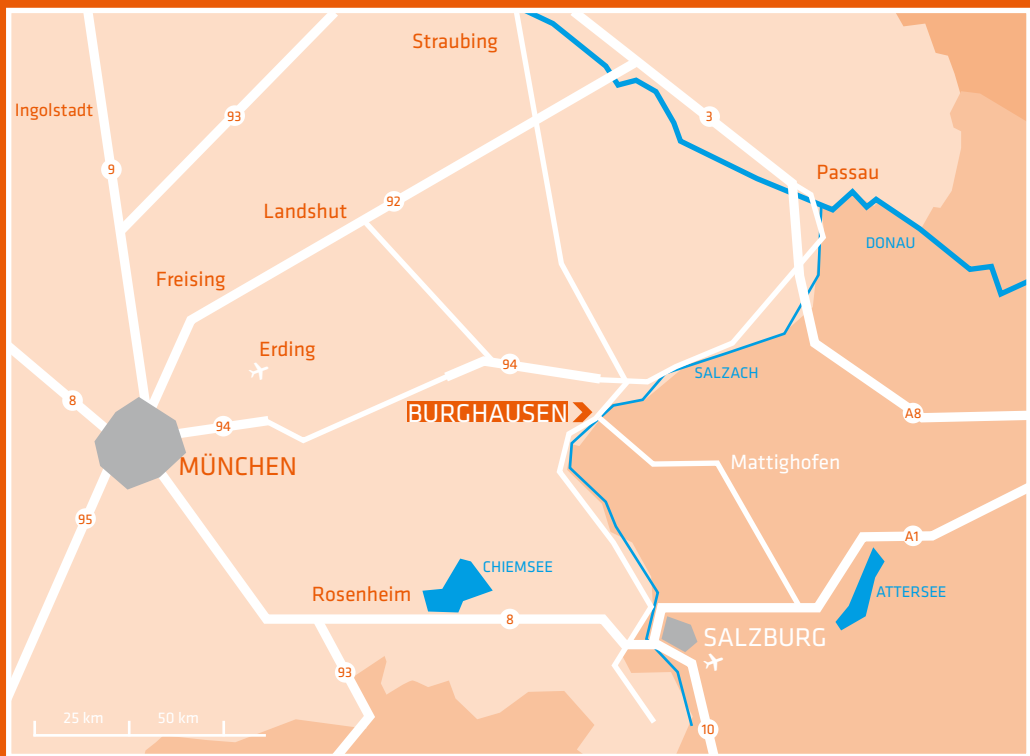 Straubing
Ingolstadt
93
3
9
Passau
92
Landshut
DONAU
Freising
Erding
94
SALZACH
8
BURGHAUSEN
A8
94
MÜNCHEN
Mattighofen
95
A1
CHIEMSEE
ATTERSEE
Rosenheim
8
SALZBURG
93
25 km 50 km
10